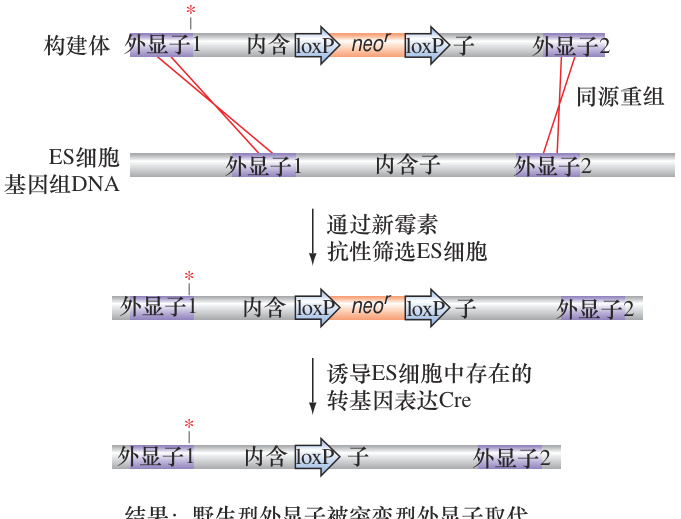 *
构建体 外显子1 内含 loxP neoʳ loxP 子 外显子2
同源重组
ES细胞
基因组DNA
外显子1 内含子 外显子2
通过新霉素
抗性筛选ES细胞
*
外显子1 内含 loxP neoʳ loxP 子 外显子2
诱导ES细胞中存在的
转基因表达Cre
*
外显子1 内含 loxP 子 外显子2
结果：野生型外显子被突变型外显子取代